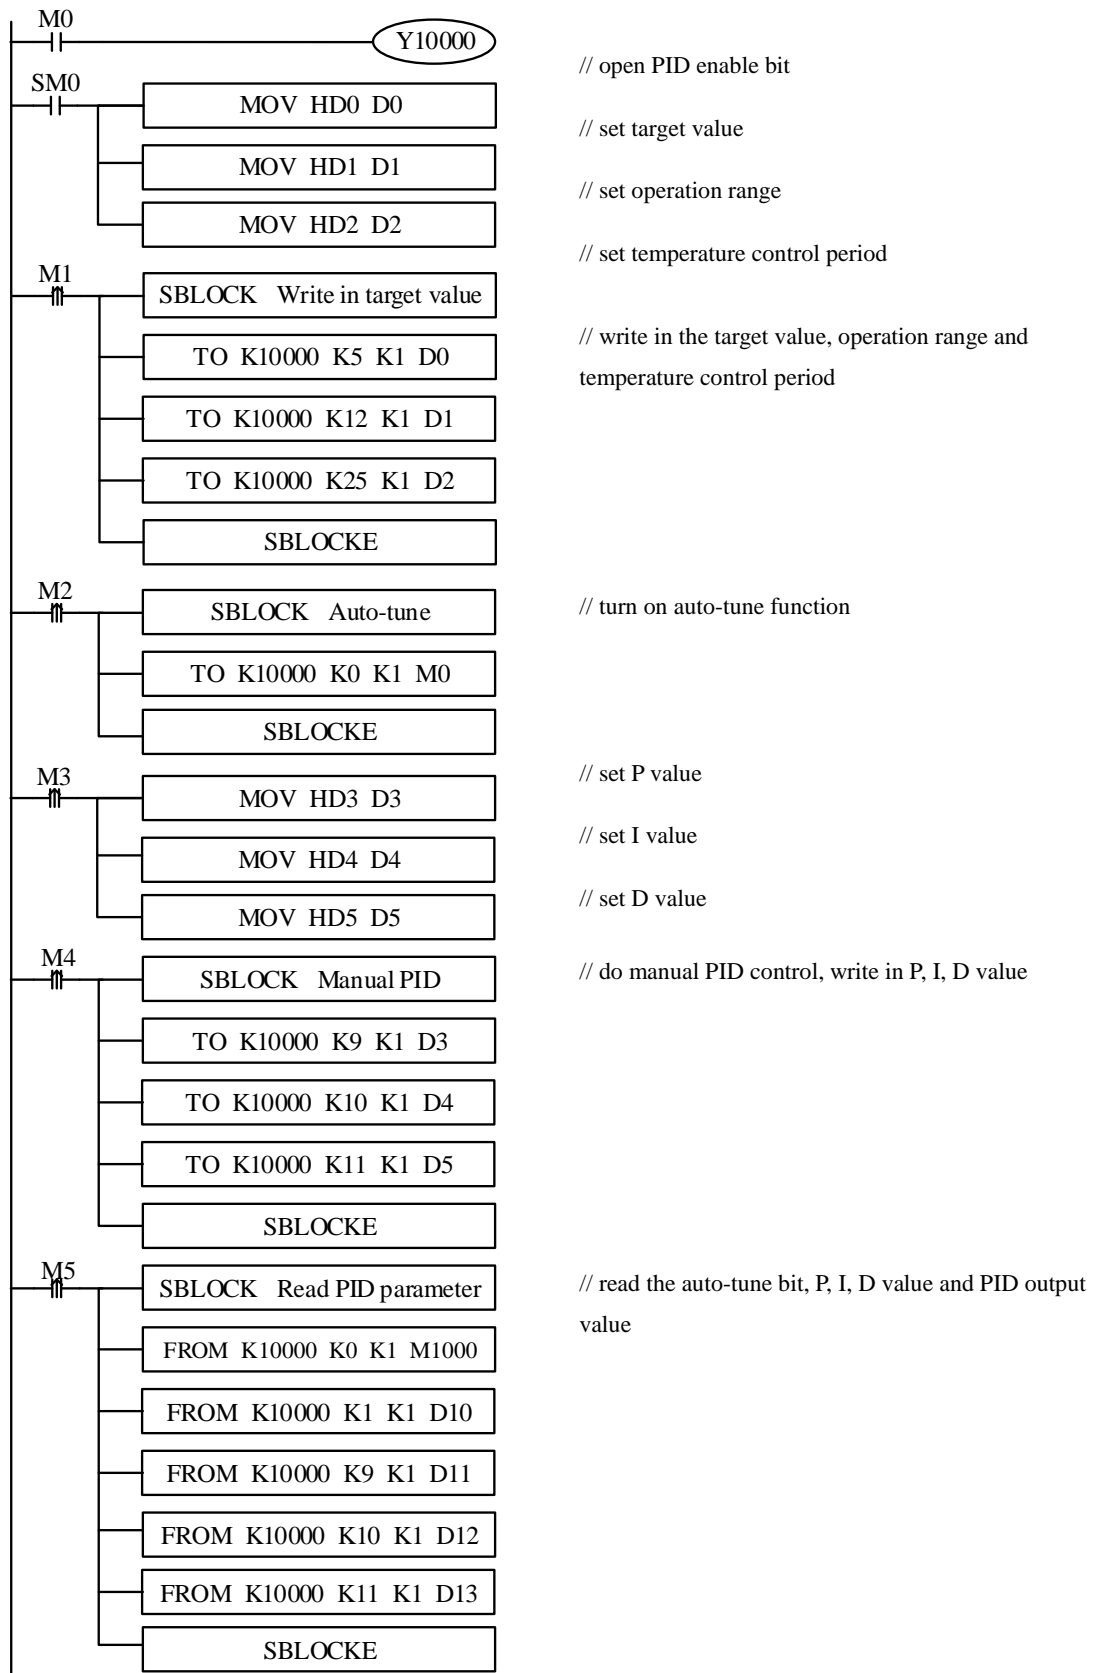 M0
Y10000
// open PID enable bit
SM0
MOV HD0 D0
// set target value
MOV HD1 D1
// set operation range
MOV HD2 D2
// set temperature control period
M1
SBLOCK Write in target value
// write in the target value, operation range and
temperature control period
TO K10000 K5 K1 D0
TO K10000 K12 K1 D1
TO K10000 K25 K1 D2
SBLOCKE
M2
SBLOCK Auto-tune
// turn on auto-tune function
TO K10000 K0 K1 M0
SBLOCKE
M3
// set P value
MOV HD3 D3
// set I value
MOV HD4 D4
// set D value
MOV HD5 D5
M4
SBLOCK Manual PID
// do manual PID control, write in P, I, D value
TO K10000 K9 K1 D3
TO K10000 K10 K1 D4
TO K10000 K11 K1 D5
SBLOCKE
M5
SBLOCK Read PID parameter
// read the auto-tune bit, P, I, D value and PID output
value
FROM K10000 K0 K1 M1000
FROM K10000 K1 K1 D10
FROM K10000 K9 K1 D11
FROM K10000 K10 K1 D12
FROM K10000 K11 K1 D13
SBLOCKE